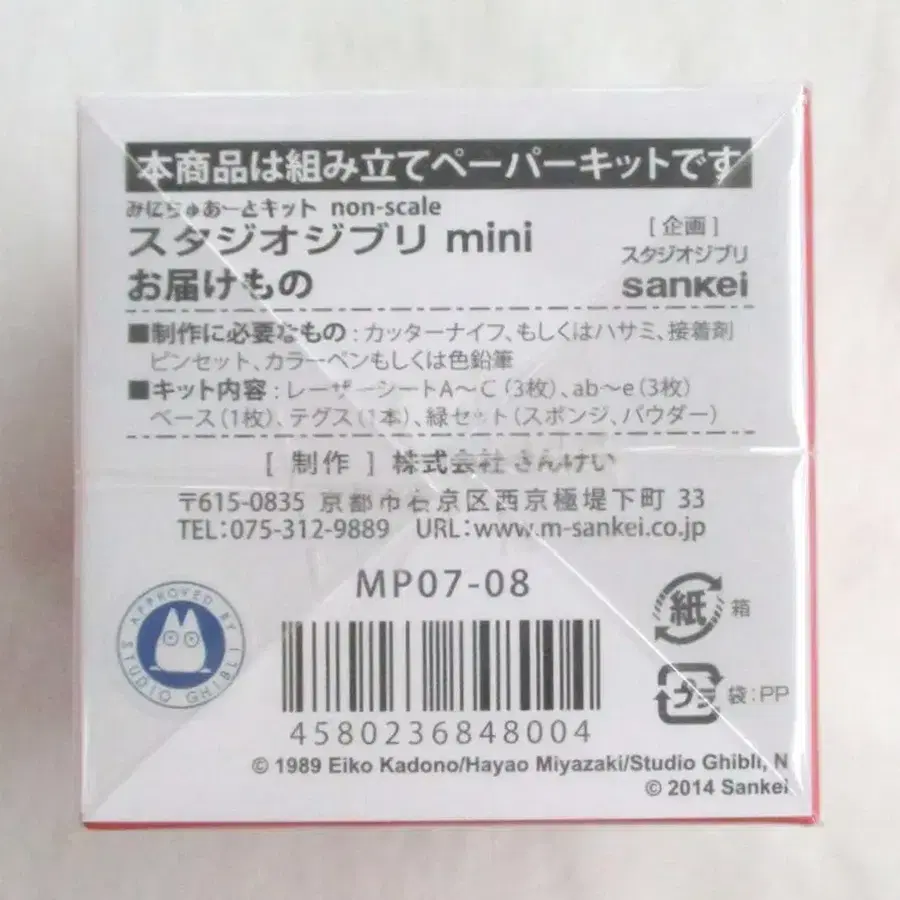 本商品は組み立てペーパーキットです
みにちゅあーとキット non-scale
スタジオジブリ mini
お届けもの
[企画]
スタジオジブリ
sankei
■制作に必要なもの:カッターナイフ、もしくはハサミ、接着剤
ピンセット、カラーペンもしくは色鉛筆
■キット内容:レーザーシートA〜C(3枚)、ab〜e(3枚)
ベース(1枚)、テグス(1本)、緑セット(スポンジ、パウダー)
[ 制作 ] 株式会社 さんけい
〒615-0835 京都市右京区西京極堤下町 33
TEL:075-312-9889 URL:www.m-sankei.co.jp
MP07-08
APPROVED BY
STUDIO GHIBLI
紙 箱
プラ 袋:PP
4580236848004
© 1989 Eiko Kadono/Hayao Miyazaki/Studio Ghibli, N
© 2014 Sankei